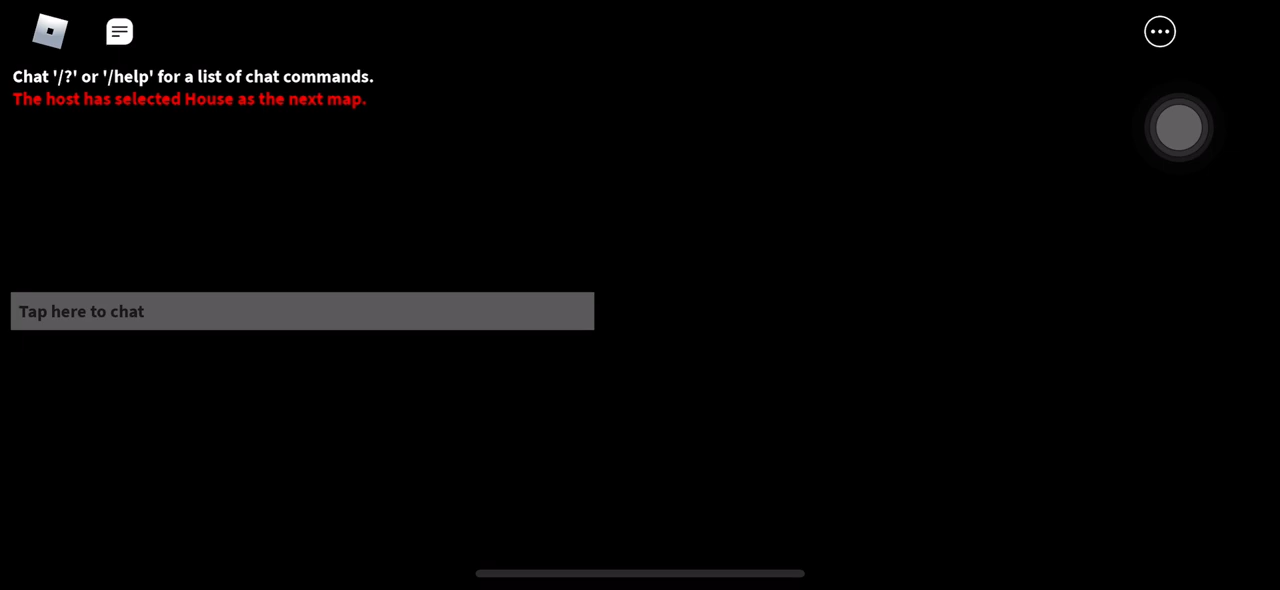 Chat '/?' or '/help' for a list of chat commands.
The host has selected House as the next map.
Tap here to chat